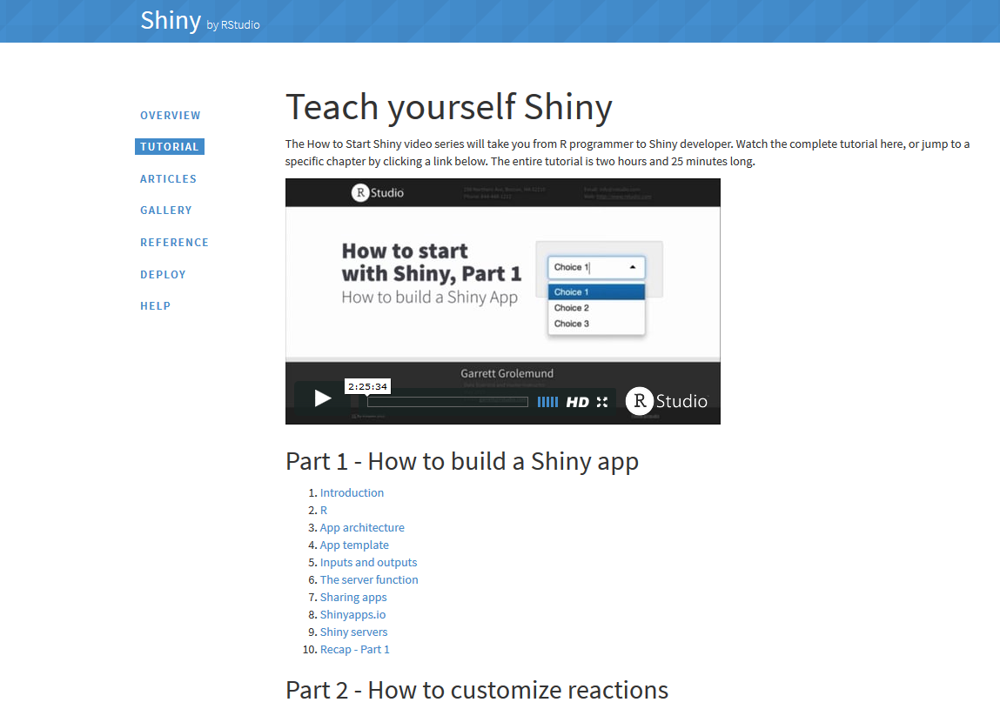 Shiny by RStudio
OVERVIEW
TUTORIAL
ARTICLES
GALLERY
REFERENCE
DEPLOY
HELP
Teach yourself Shiny
The How to Start Shiny video series will take you from R programmer to Shiny developer. Watch the complete tutorial here, or jump to a
specific chapter by clicking a link below. The entire tutorial is two hours and 25 minutes long.
R Studio
How to start
with Shiny, Part 1
How to build a Shiny App
Choice 1
Choice 1
Choice 2
Choice 3
Garrett Grolemund
2:25:34
HD
R Studio
Part 1 - How to build a Shiny app
1. Introduction
2. R
3. App architecture
4. App template
5. Inputs and outputs
6. The server function
7. Sharing apps
8. Shinyapps.io
9. Shiny servers
10. Recap - Part 1
Part 2 - How to customize reactions